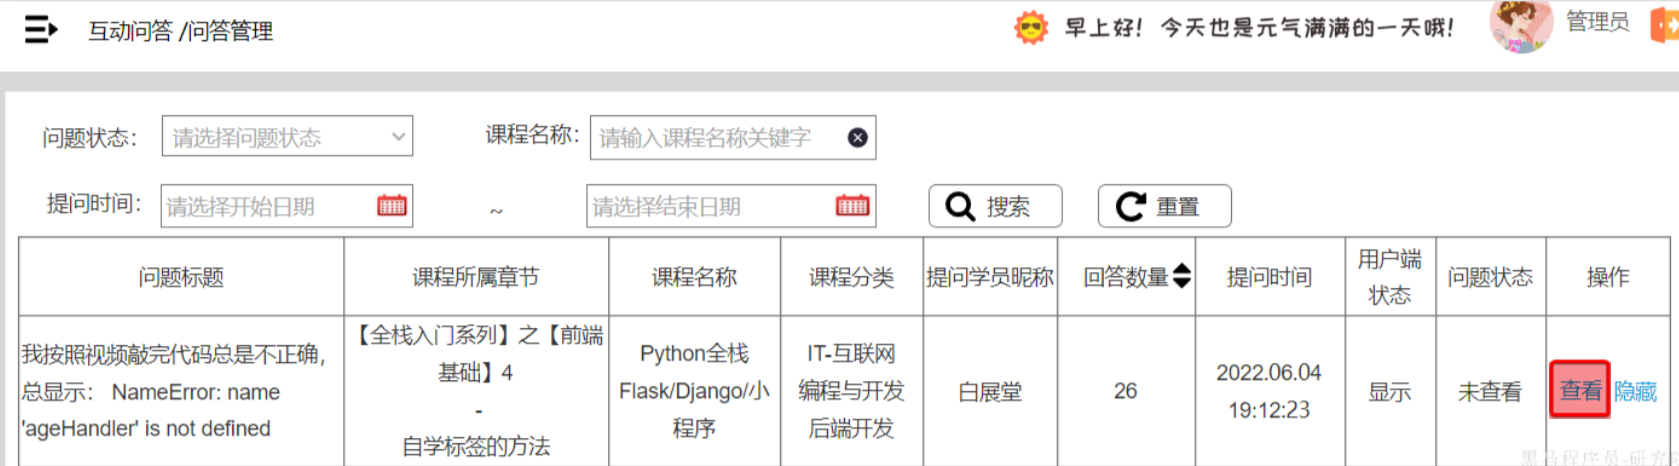 互动问答 /问答管理
早上好！今天也是元气满满的一天哦！
管理员
问题状态：
请选择问题状态
课程名称：
请输入课程名称关键字
提问时间：
请选择开始日期
~
请选择结束日期
搜索
重置
问题标题
课程所属章节
课程名称
课程分类
提问学员昵称
回答数量
提问时间
用户端
状态
问题状态
操作
我按照视频敲完代码总是不正确，
总显示： NameError: name
'ageHandler' is not defined
【全栈入门系列】之【前端
基础】4
-
自学标签的方法
Python全栈
Flask/Django/小
程序
IT-互联网
编程与开发
后端开发
白展堂
26
2022.06.04
19:12:23
显示
未查看
查看
隐藏
黑马程序员-研究